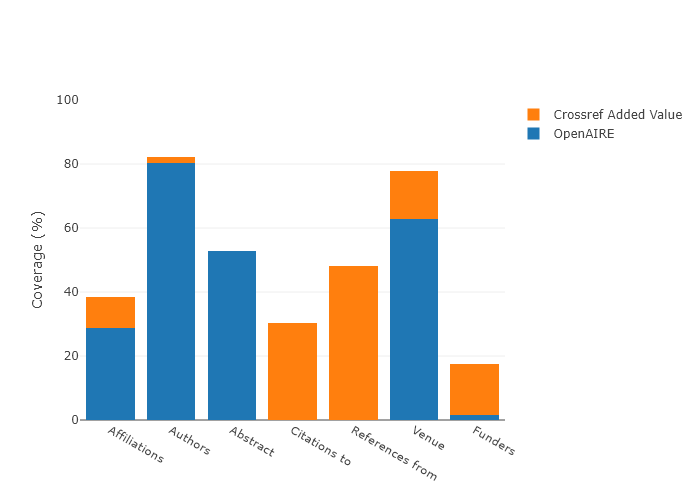 100
80
60
40
20
0
Coverage (%)
Affiliations
Authors
Abstract
Citations to
References from
Venue
Funders
Crossref Added Value
OpenAIRE